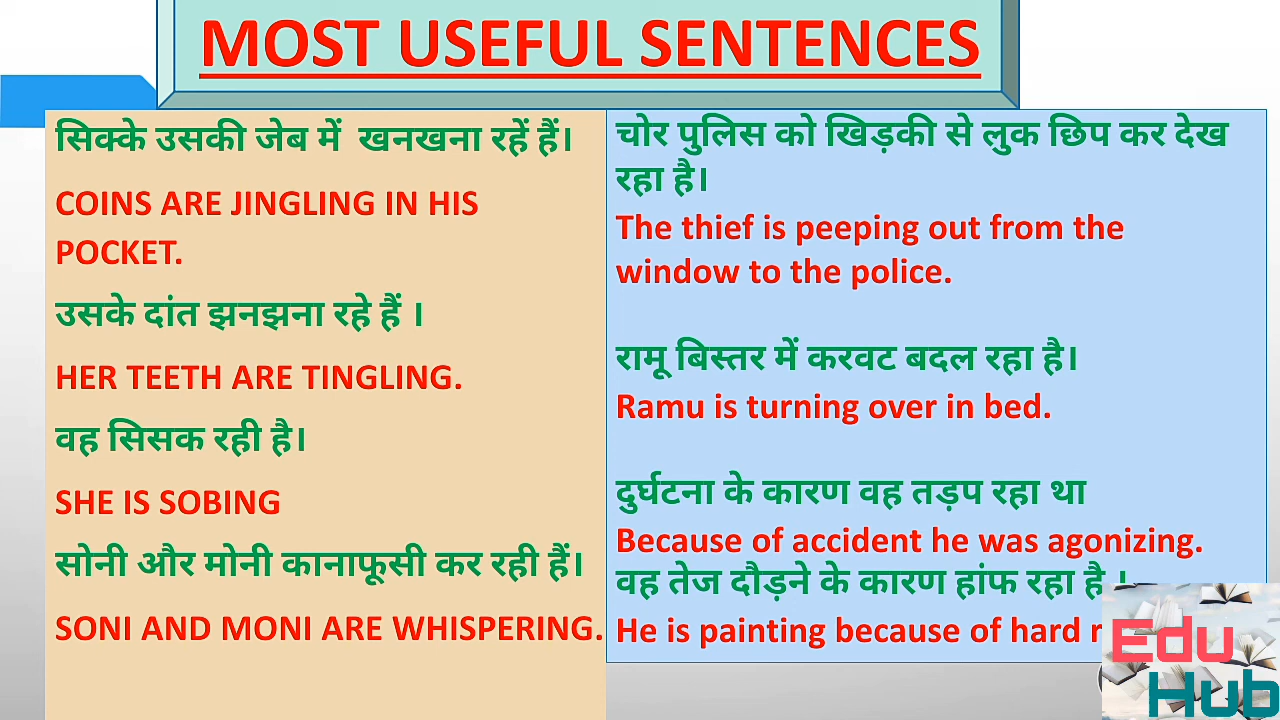 MOST USEFUL SENTENCES
सिक्के उसकी जेब में खनखना रहें हैं।
COINS ARE JINGLING IN HIS
POCKET.
उसके दांत झनझना रहे हैं ।
HER TEETH ARE TINGLING.
वह सिसक रही है।
SHE IS SOBING
सोनी और मोनी कानाफूसी कर रही हैं।
SONI AND MONI ARE WHISPERING.
चोर पुलिस को खिड़की से लुक छिप कर देख
रहा है।
The thief is peeping out from the
window to the police.
रामू बिस्तर में करवट बदल रहा है।
Ramu is turning over in bed.
दुर्घटना के कारण वह तड़प रहा था
Because of accident he was agonizing.
वह तेज दौड़ने के कारण हांफ रहा है ।
He is painting because of hard
Edu
Hub